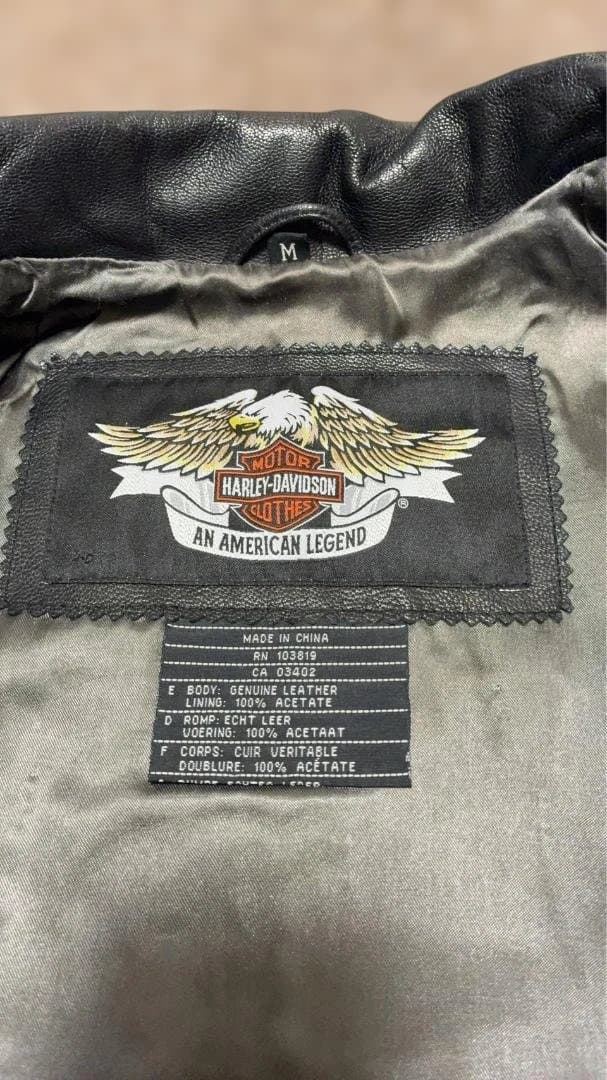 M
MOTOR
HARLEY-DAVIDSON
CLOTHES
®
AN AMERICAN LEGEND
MADE IN CHINA
RN 103819
CA 03402
E BODY: GENUINE LEATHER
LINING: 100% ACETATE
D ROMP: ECHT LEER
VOERING: 100% ACETAAT
F CORPS: CUIR VERITABLE
DOUBLURE: 100% ACÉTATE